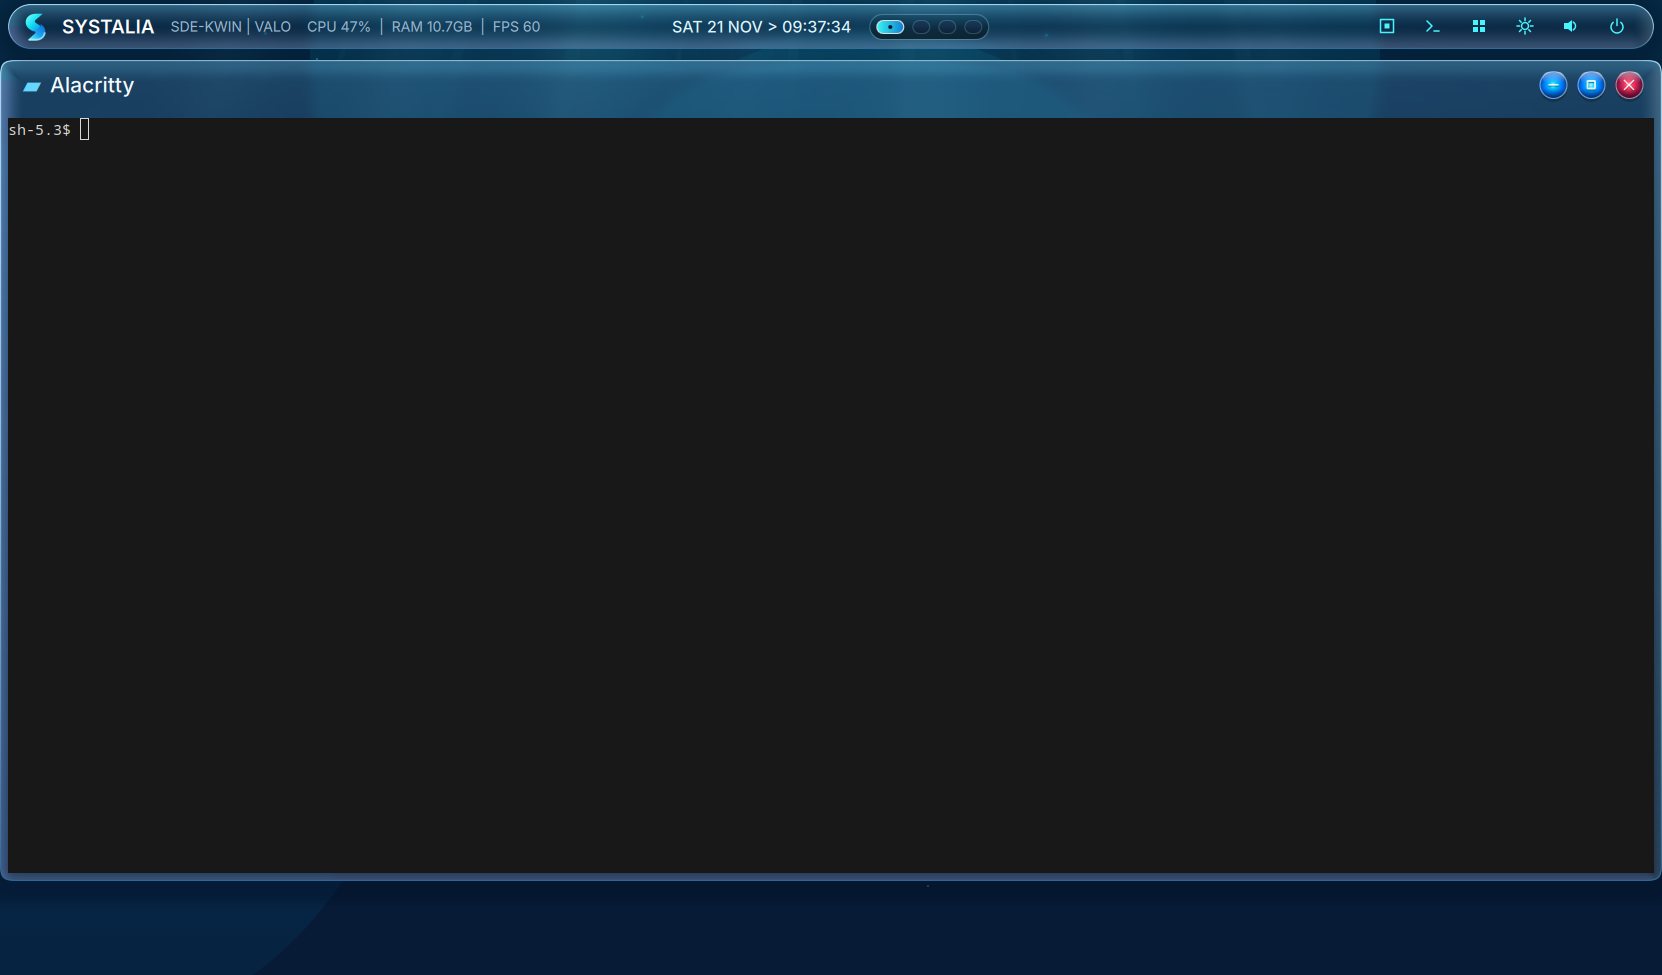 SYSTALIA SDE-KWIN | VALO CPU 47% | RAM 10.7GB | FPS 60 SAT 21 NOV > 09:37:34
Alacritty
sh-5.3$